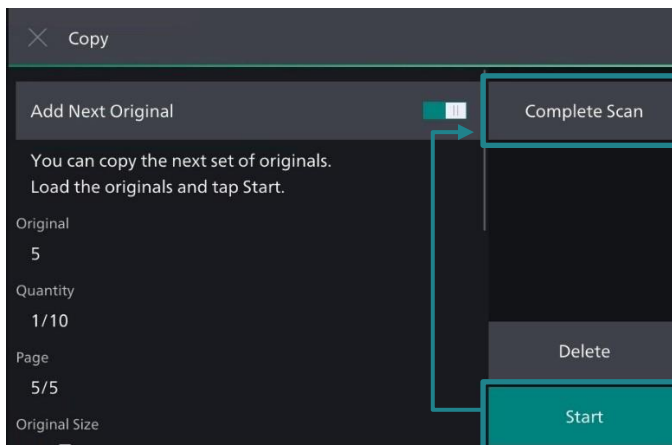 Copy
Add Next Original
Complete Scan
You can copy the next set of originals.
Load the originals and tap Start.
Original
5
Quantity
1/10
Page
5/5
Original Size
Delete
Start